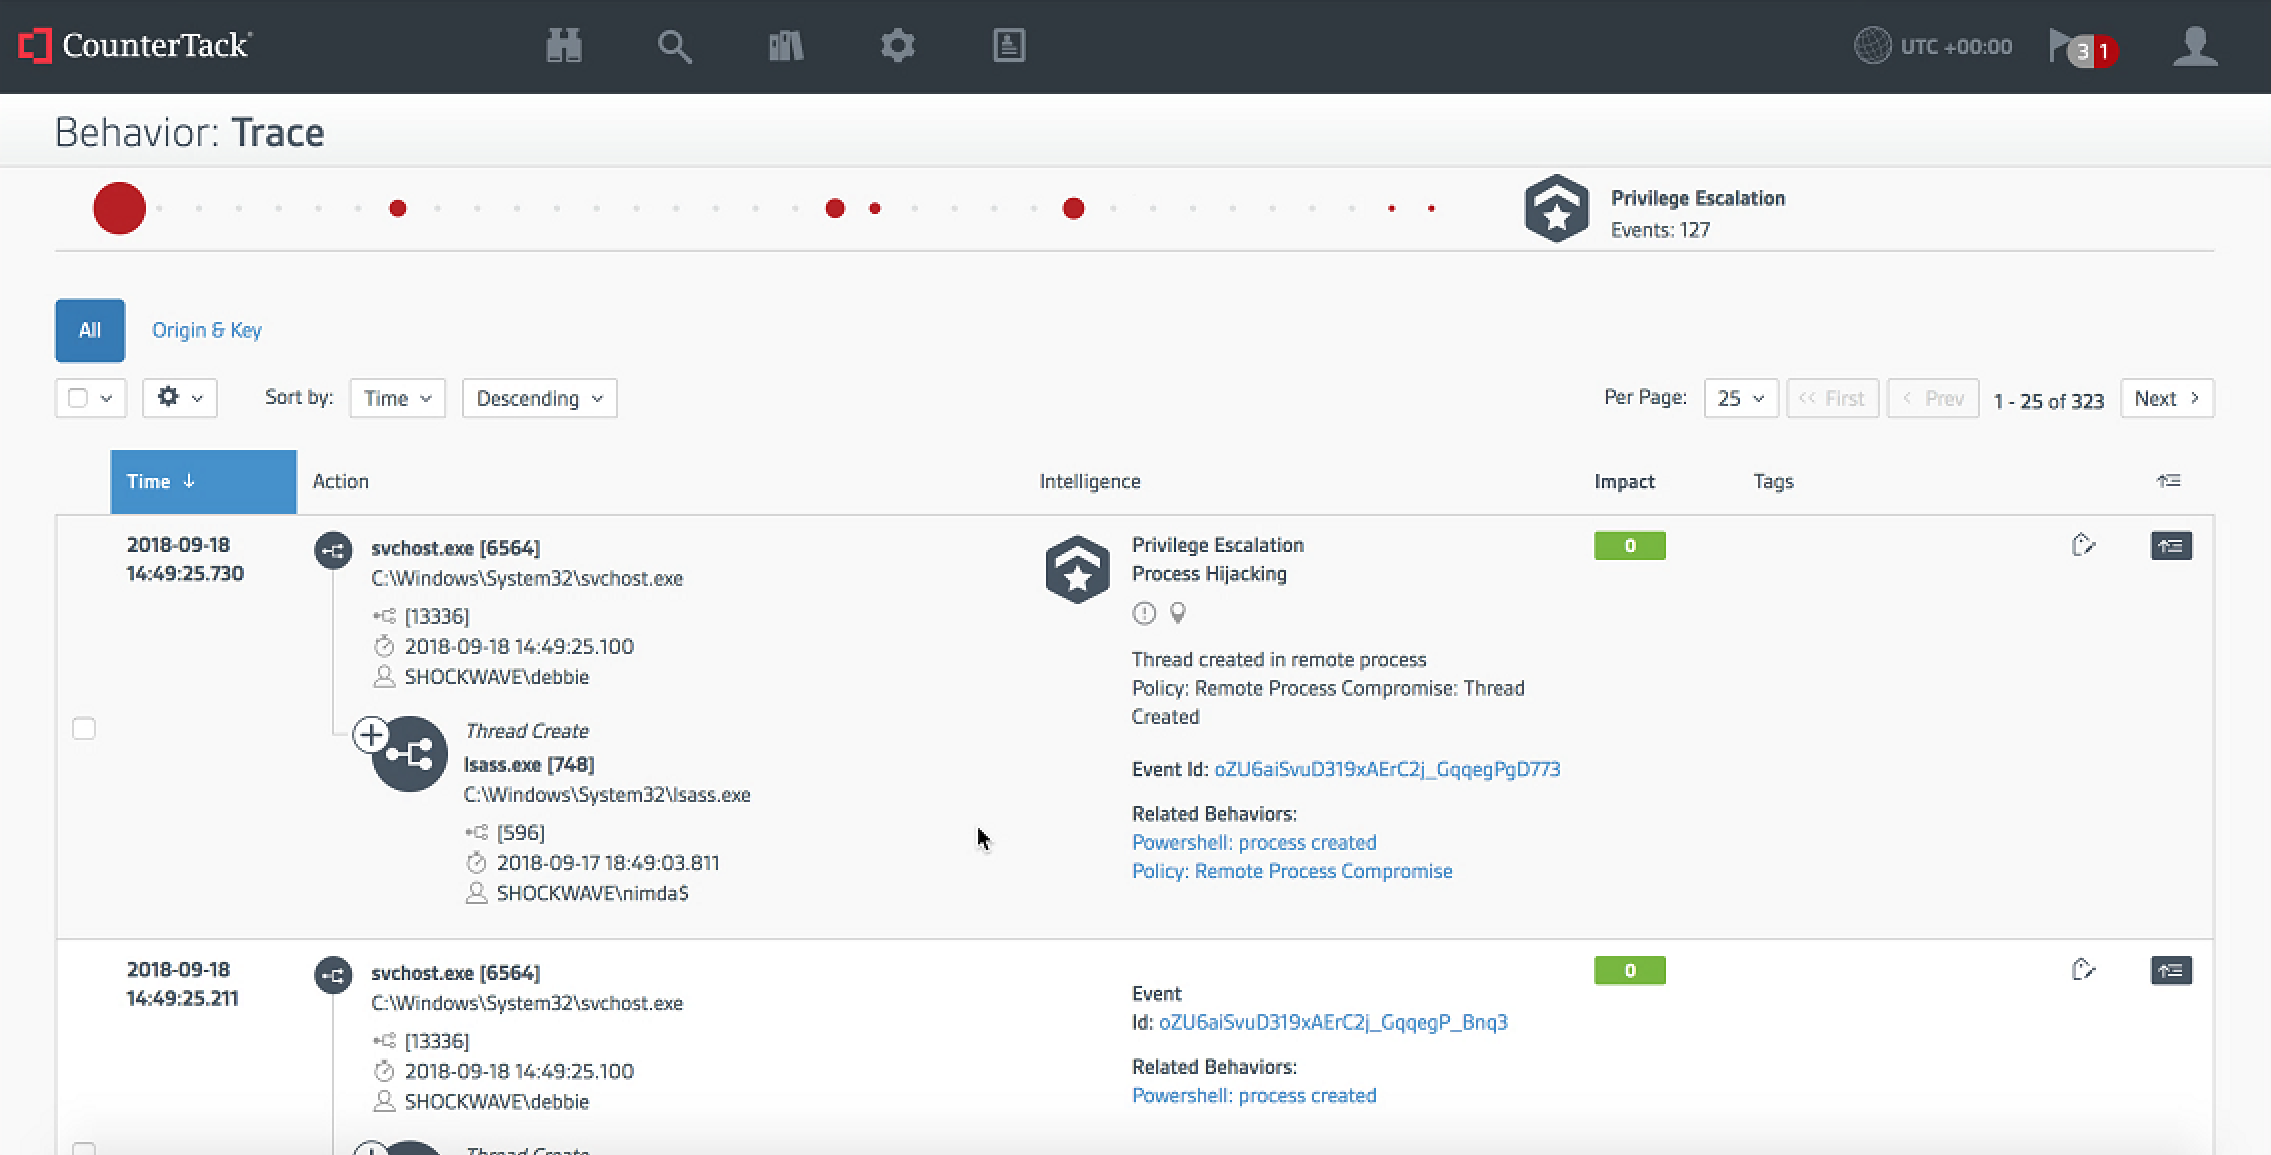 CounterTack
UTC +00:00
3 1
Behavior: Trace
Privilege Escalation
Events: 127
All
Origin & Key
Sort by:
Time
Descending
Per Page:
25
<< First
< Prev
1 - 25 of 323
Next >
Time ↓
Action
Intelligence
Impact
Tags
2018-09-18
14:49:25.730
svchost.exe [6564]
C:\Windows\System32\svchost.exe
[13336]
2018-09-18 14:49:25.100
SHOCKWAVE\debbie
Thread Create
lsass.exe [748]
C:\Windows\System32\lsass.exe
[596]
2018-09-17 18:49:03.811
SHOCKWAVE\nimda$
Privilege Escalation
Process Hijacking
Thread created in remote process
Policy: Remote Process Compromise: Thread
Created
Event Id: oZU6aiSvuD319xAErC2j_GqqegPgD773
Related Behaviors:
Powershell: process created
Policy: Remote Process Compromise
0
2018-09-18
14:49:25.211
svchost.exe [6564]
C:\Windows\System32\svchost.exe
[13336]
2018-09-18 14:49:25.100
SHOCKWAVE\debbie
Thread Create
Event
Id: oZU6aiSvuD319xAErC2j_GqqegP_Bnq3
Related Behaviors:
Powershell: process created
0